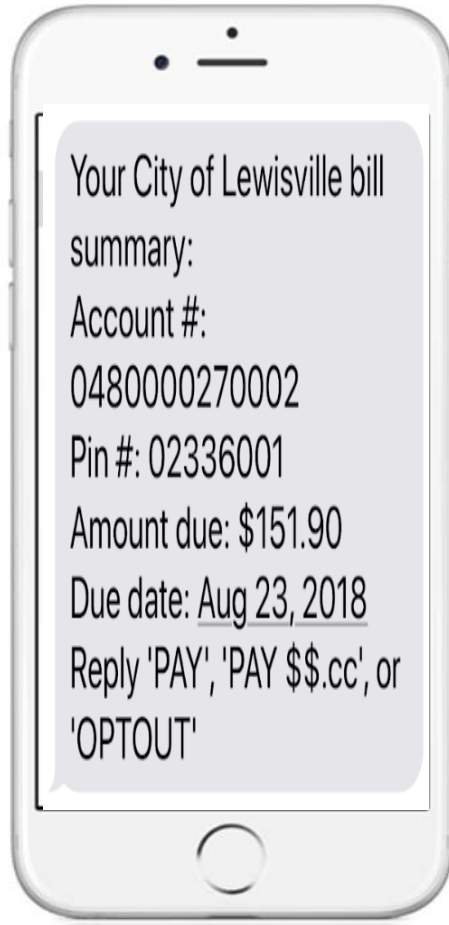 Your City of Lewisville bill
summary:
Account #:
0480000270002
Pin #: 02336001
Amount due: $151.90
Due date: Aug 23, 2018
Reply 'PAY', 'PAY $$.cc', or
'OPTOUT'